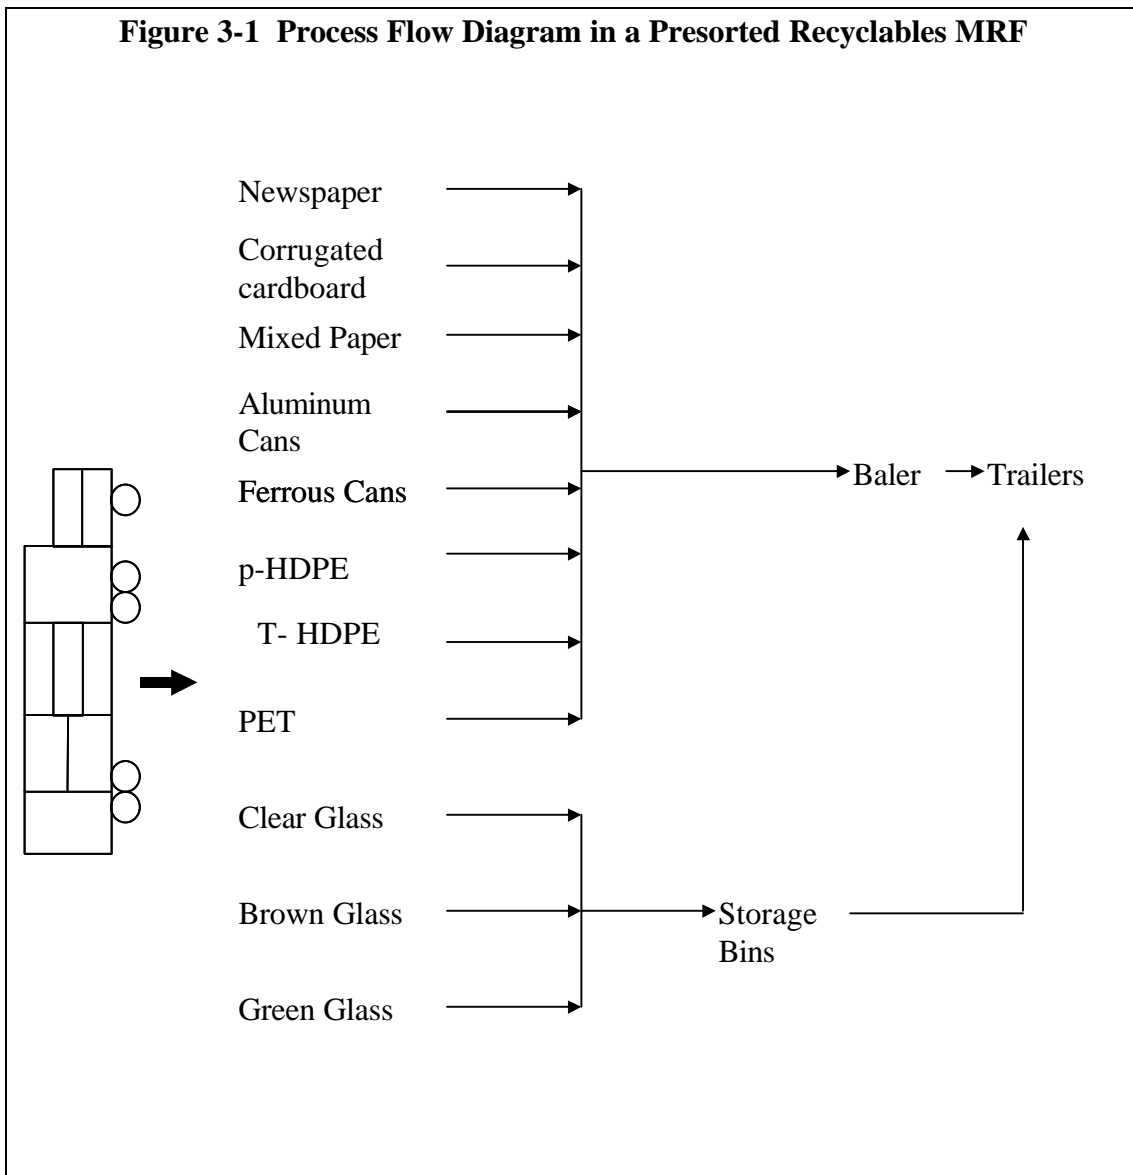 Figure 3-1 Process Flow Diagram in a Presorted Recyclables MRF
Newspaper
Corrugated
cardboard
Mixed Paper
Aluminum
Cans
Ferrous Cans
Baler
Trailers
p-HDPE
T- HDPE
PET
Clear Glass
Brown Glass
Storage
Bins
Green Glass